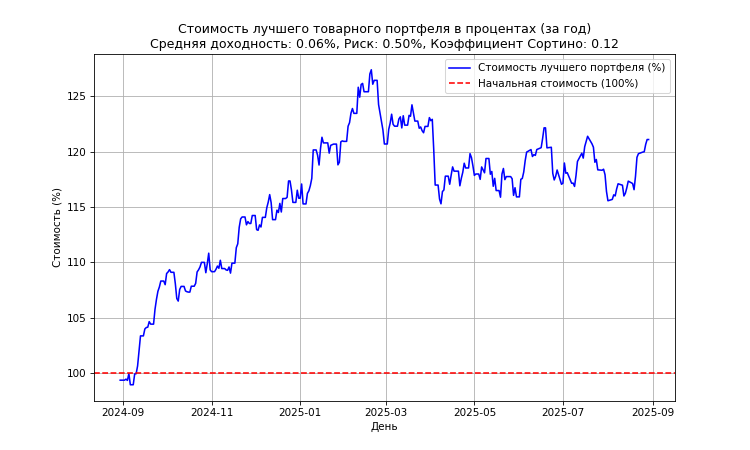 Стоимость лучшего товарного портфеля в процентах (за год)
Средняя доходность: 0.06%, Риск: 0.50%, Коэффициент Сортино: 0.12
Стоимость лучшего портфеля (%)
Начальная стоимость (100%)
Стоимость (%)
125
120
115
110
105
100
2024-09 2024-11 2025-01 2025-03 2025-05 2025-07 2025-09
День